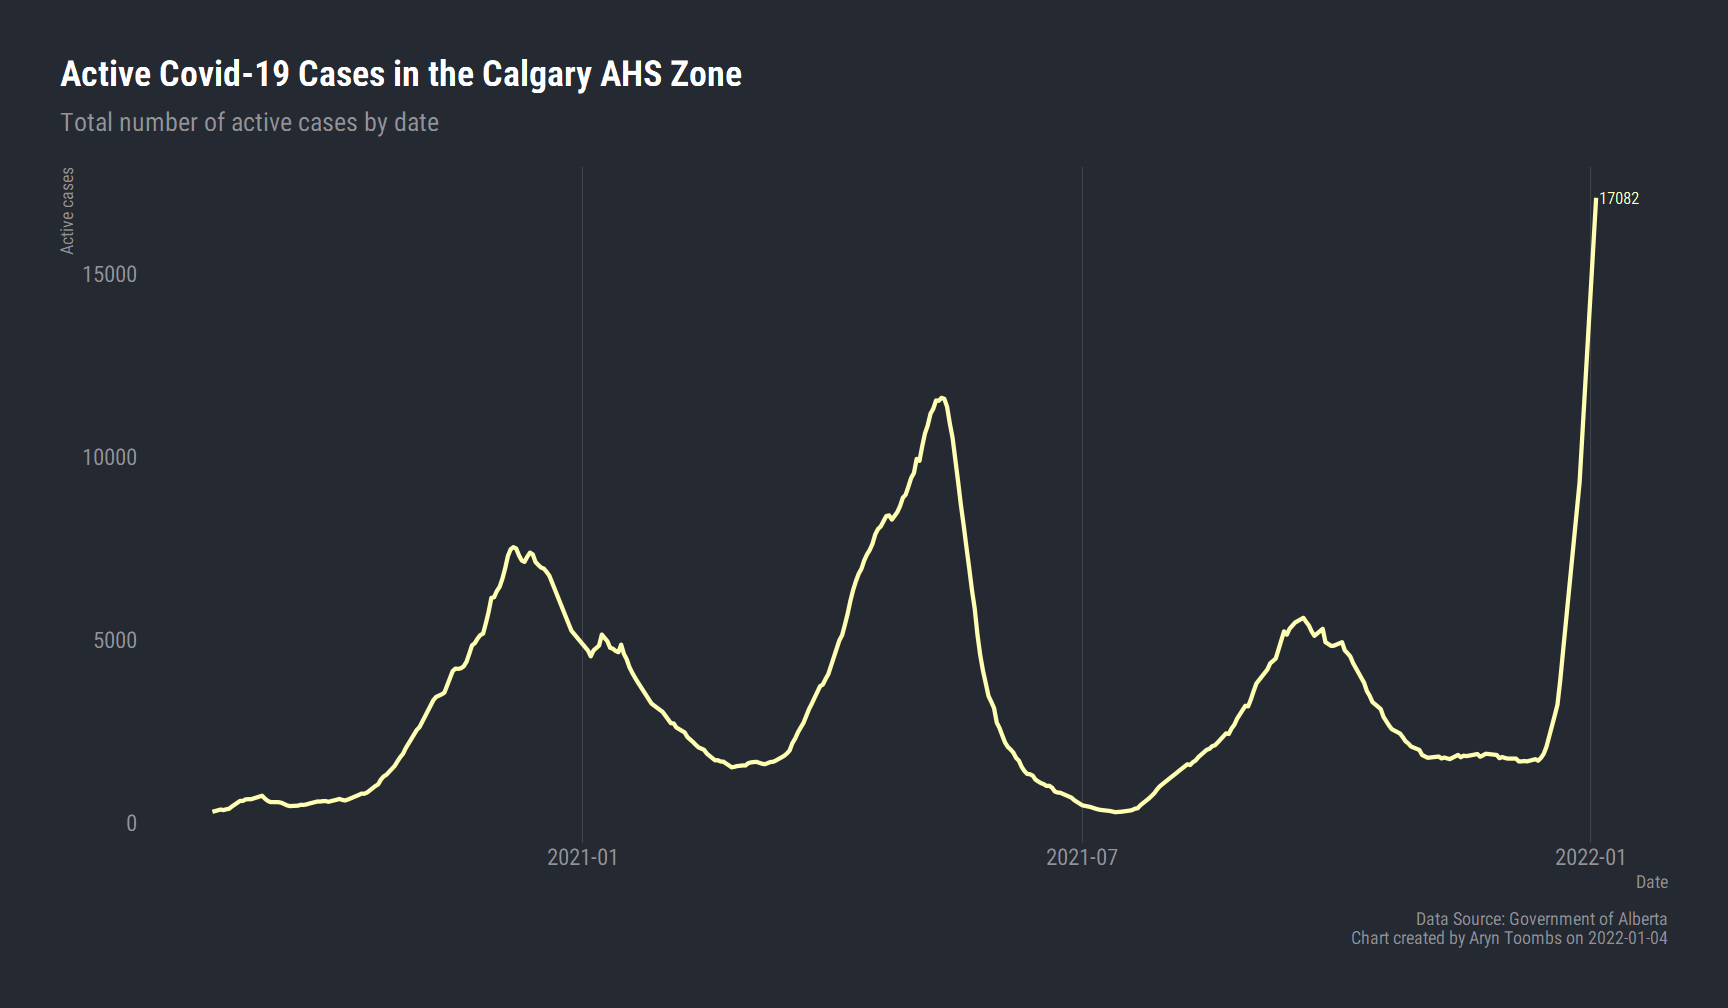 Active Covid-19 Cases in the Calgary AHS Zone
Total number of active cases by date
Active cases
17082
15000
10000
5000
0
2021-01
2021-07
2022-01
Date
Data Source: Government of Alberta
Chart created by Aryn Toombs on 2022-01-04